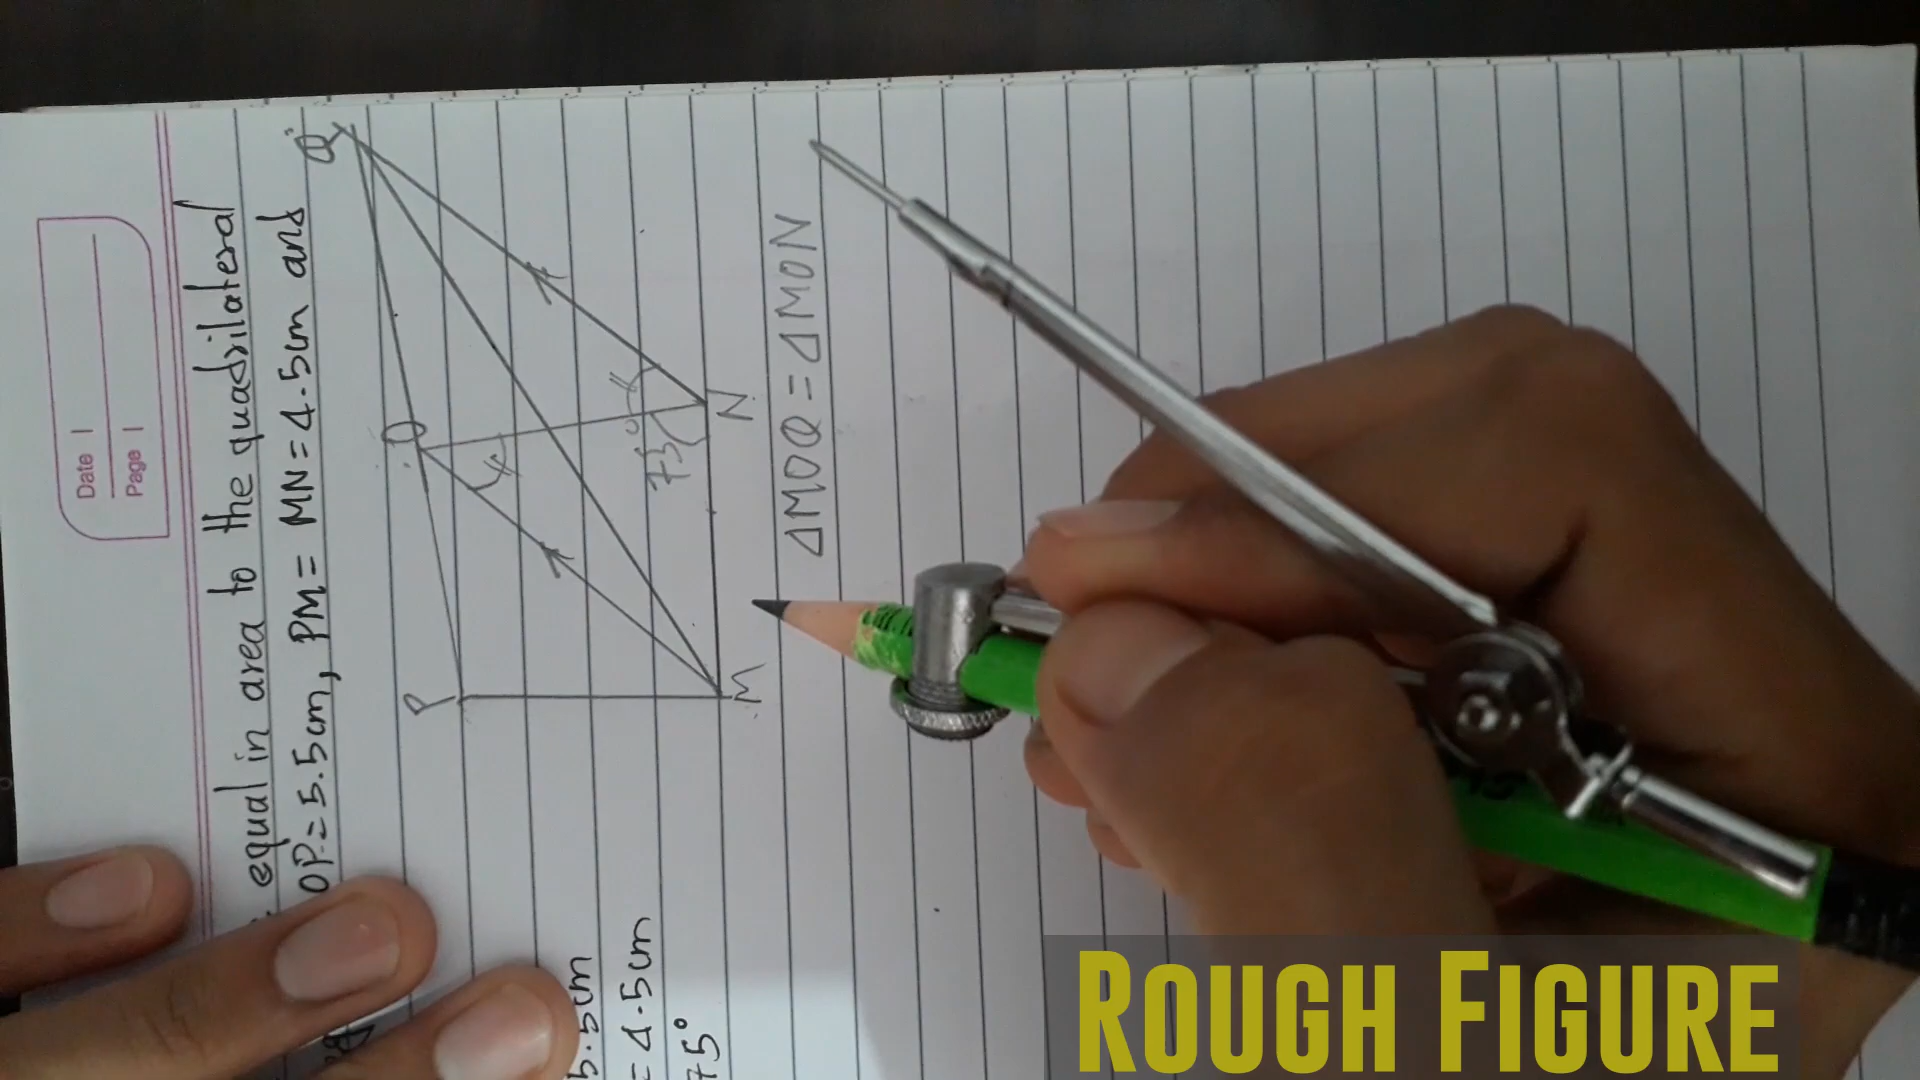 Date
Page
equal in area to the quadrilateral
OP = 5.5cm, PM = MN = 4.5cm and
5.5cm
= 4.5cm
75°
P
O
Q
75°
M
N
ΔMOQ = ΔMON
ROUGH FIGURE